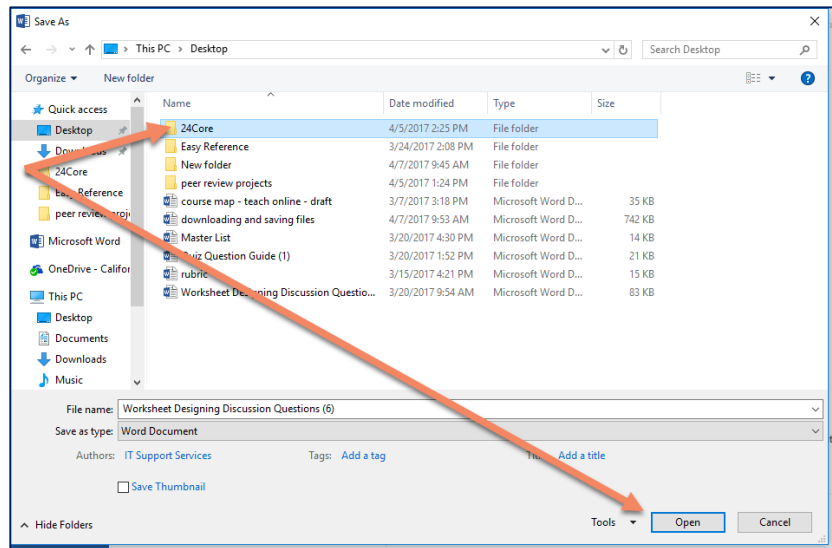 Save As
This PC > Desktop
Search Desktop
Organize
New folder
Quick access
Desktop
Downloads
24Core
Easy Reference
peer review proje
Microsoft Word
OneDrive - Califor
This PC
Desktop
Documents
Downloads
Music
Name Date modified Type Size
24Core 4/5/2017 2:25 PM File folder
Easy Reference 3/24/2017 2:08 PM File folder
New folder 4/7/2017 9:45 AM File folder
peer review projects 4/5/2017 1:24 PM File folder
course map - teach online - draft 3/7/2017 3:18 PM Microsoft Word D... 35 KB
downloading and saving files 4/7/2017 9:53 AM Microsoft Word D... 742 KB
Master List 3/20/2017 4:30 PM Microsoft Word D... 14 KB
Quiz Question Guide (1) 3/20/2017 1:52 PM Microsoft Word D... 21 KB
rubric 3/15/2017 4:21 PM Microsoft Word D... 15 KB
Worksheet Designing Discussion Questio... 3/20/2017 9:54 AM Microsoft Word D... 83 KB
File name: Worksheet Designing Discussion Questions (6)
Save as type: Word Document
Authors: IT Support Services Tags: Add a tag Title: Add a title
Save Thumbnail
Hide Folders
Tools Open Cancel